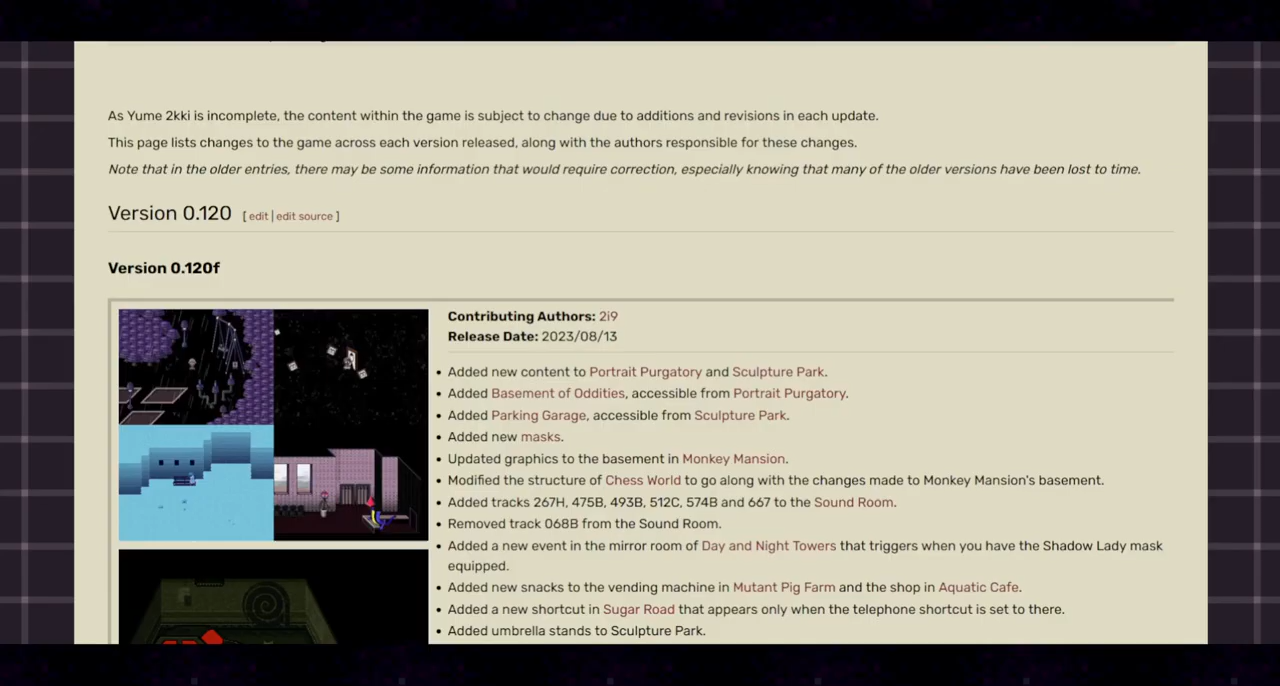 As Yume 2kki is incomplete, the content within the game is subject to change due to additions and revisions in each update.
This page lists changes to the game across each version released, along with the authors responsible for these changes.
Note that in the older entries, there may be some information that would require correction, especially knowing that many of the older versions have been lost to time.
Version 0.120 [ edit | edit source ]
Version 0.120f
Contributing Authors: 2i9
Release Date: 2023/08/13
• Added new content to Portrait Purgatory and Sculpture Park.
• Added Basement of Oddities, accessible from Portrait Purgatory.
• Added Parking Garage, accessible from Sculpture Park.
• Added new masks.
• Updated graphics to the basement in Monkey Mansion.
• Modified the structure of Chess World to go along with the changes made to Monkey Mansion's basement.
• Added tracks 267H, 475B, 493B, 512C, 574B and 667 to the Sound Room.
• Removed track 068B from the Sound Room.
• Added a new event in the mirror room of Day and Night Towers that triggers when you have the Shadow Lady mask
equipped.
• Added new snacks to the vending machine in Mutant Pig Farm and the shop in Aquatic Cafe.
• Added a new shortcut in Sugar Road that appears only when the telephone shortcut is set to there.
• Added umbrella stands to Sculpture Park.